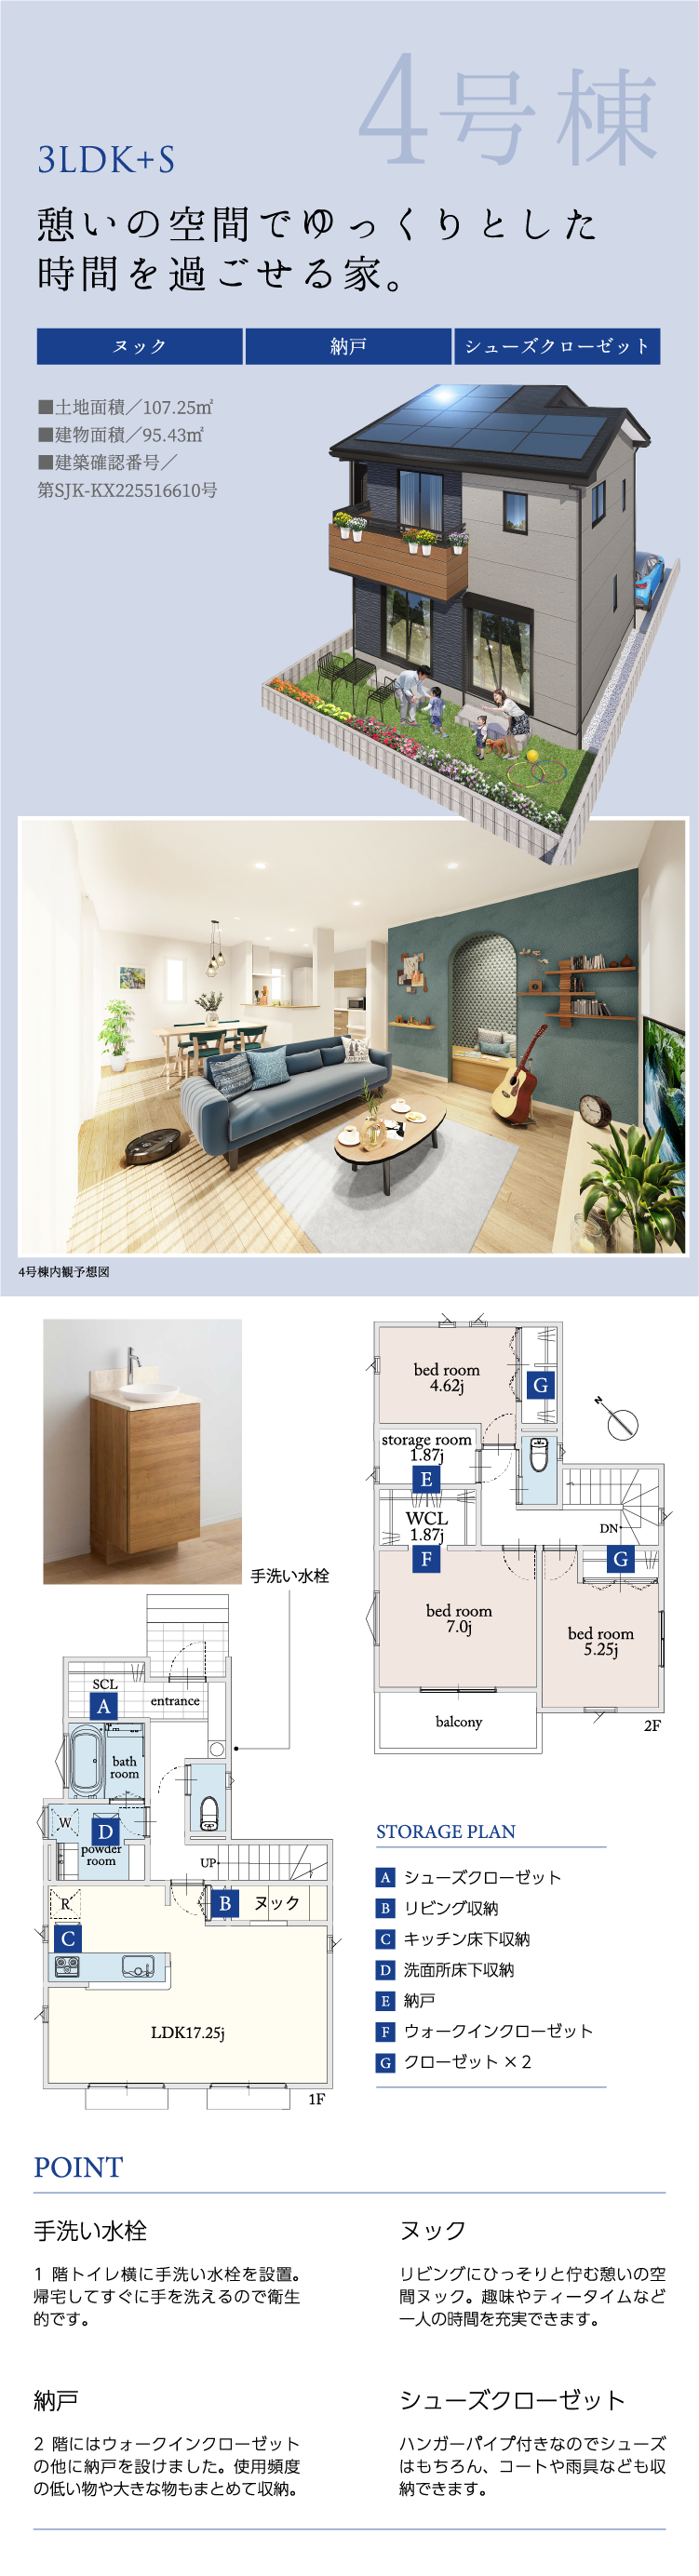 4号棟
3LDK+S
憩いの空間でゆっくりとした
時間を過ごせる家。
ヌック
納戸
シューズクローゼット
■土地面積／107.25㎡
■建物面積／95.43㎡
■建築確認番号／
第SJK-KX225516610号
4号棟内観予想図
手洗い水栓
bed room
4.62j
G
N
storage room
1.87j
E
WCL
1.87j
F
DN
G
bed room
7.0j
bed room
5.25j
balcony
2F
SCL
A
entrance
bath
room
W
D
powder
room
UP
R
B
ヌック
C
LDK17.25j
1F
STORAGE PLAN
A シューズクローゼット
B リビング収納
C キッチン床下収納
D 洗面所床下収納
E 納戸
F ウォークインクローゼット
G クローゼット×2
POINT
手洗い水栓
1 階トイレ横に手洗い水栓を設置。
帰宅してすぐに手を洗えるので衛生
的です。
ヌック
リビングにひっそりと佇む憩いの空
間ヌック。趣味やティータイムなど
一人の時間を充実できます。
納戸
2 階にはウォークインクローゼット
の他に納戸を設けました。使用頻度
の低い物や大きな物もまとめて収納。
シューズクローゼット
ハンガーパイプ付きなのでシューズ
はもちろん、コートや雨具なども収
納できます。